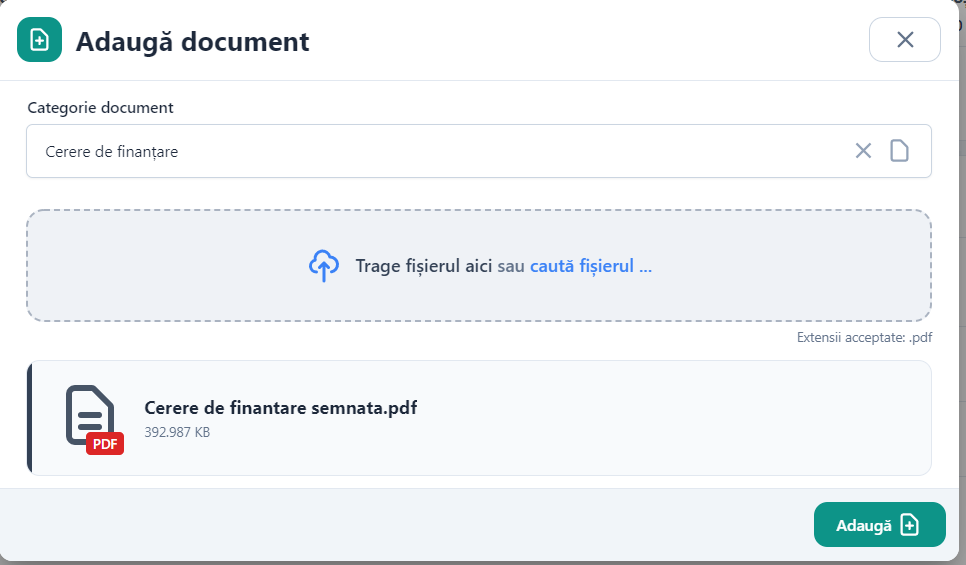 Adaugă document
Categorie document
Cerere de finanțare
Trage fișierul aici sau caută fișierul ...
Extensii acceptate: .pdf
Cerere de finantare semnata.pdf
392.987 KB
PDF
Adaugă